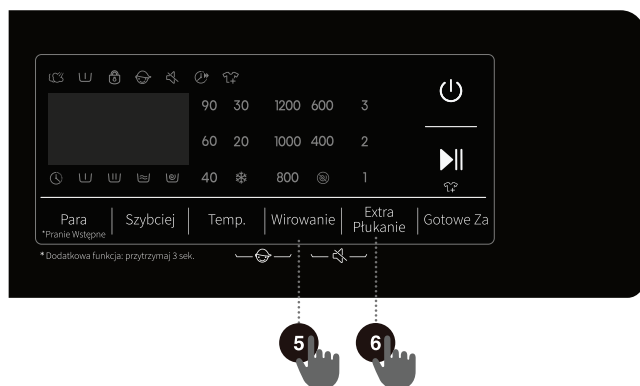 90 30 1200 600 3
60 20 1000 400 2
40 800 1
Para
*Pranie Wstępne
Szybciej
Temp.
Wirowanie
Extra
Płukanie
Gotowe Za
* Dodatkowa funkcja: przytrzymaj 3 sek.
5 6